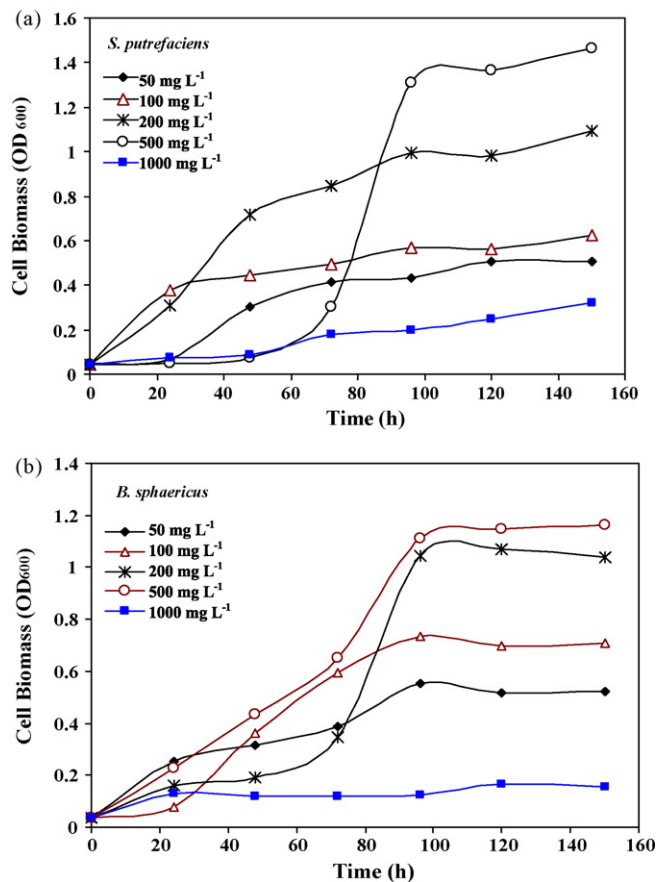 (a)
S. putrefaciens
50 mg L-1
100 mg L-1
200 mg L-1
500 mg L-1
1000 mg L-1
Cell Biomass (OD 600)
1.6
1.4
1.2
1
0.8
0.6
0.4
0.2
0
0 20 40 60 80 100 120 140 160
Time (h)
(b)
B. sphaericus
50 mg L-1
100 mg L-1
200 mg L-1
500 mg L-1
1000 mg L-1
Cell Biomass (OD600)
1.4
1.2
1
0.8
0.6
0.4
0.2
0
0 20 40 60 80 100 120 140 160
Time (h)